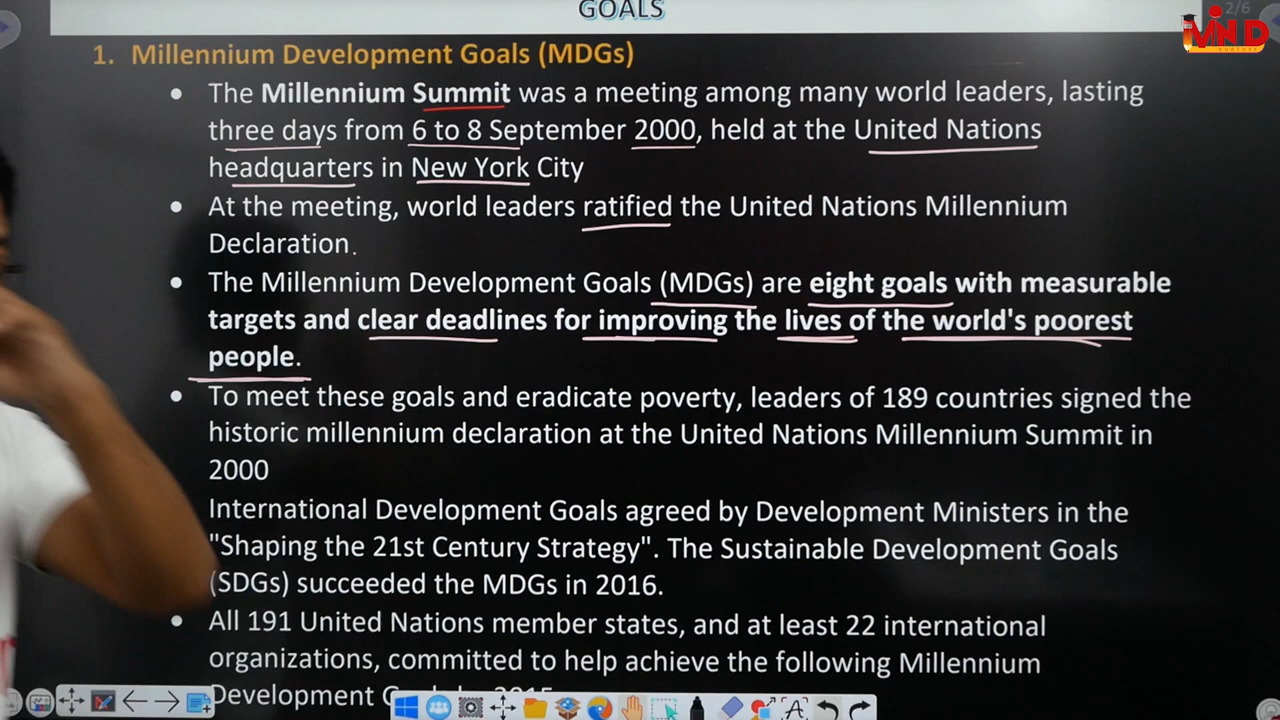 GOALS
2/6
MIND
1. Millennium Development Goals (MDGs)
• The Millennium Summit was a meeting among many world leaders, lasting
three days from 6 to 8 September 2000, held at the United Nations
headquarters in New York City
• At the meeting, world leaders ratified the United Nations Millennium
Declaration.
• The Millennium Development Goals (MDGs) are eight goals with measurable
targets and clear deadlines for improving the lives of the world's poorest
people.
• To meet these goals and eradicate poverty, leaders of 189 countries signed the
historic millennium declaration at the United Nations Millennium Summit in
2000
International Development Goals agreed by Development Ministers in the
"Shaping the 21st Century Strategy". The Sustainable Development Goals
(SDGs) succeeded the MDGs in 2016.
• All 191 United Nations member states, and at least 22 international
organizations, committed to help achieve the following Millennium
Development